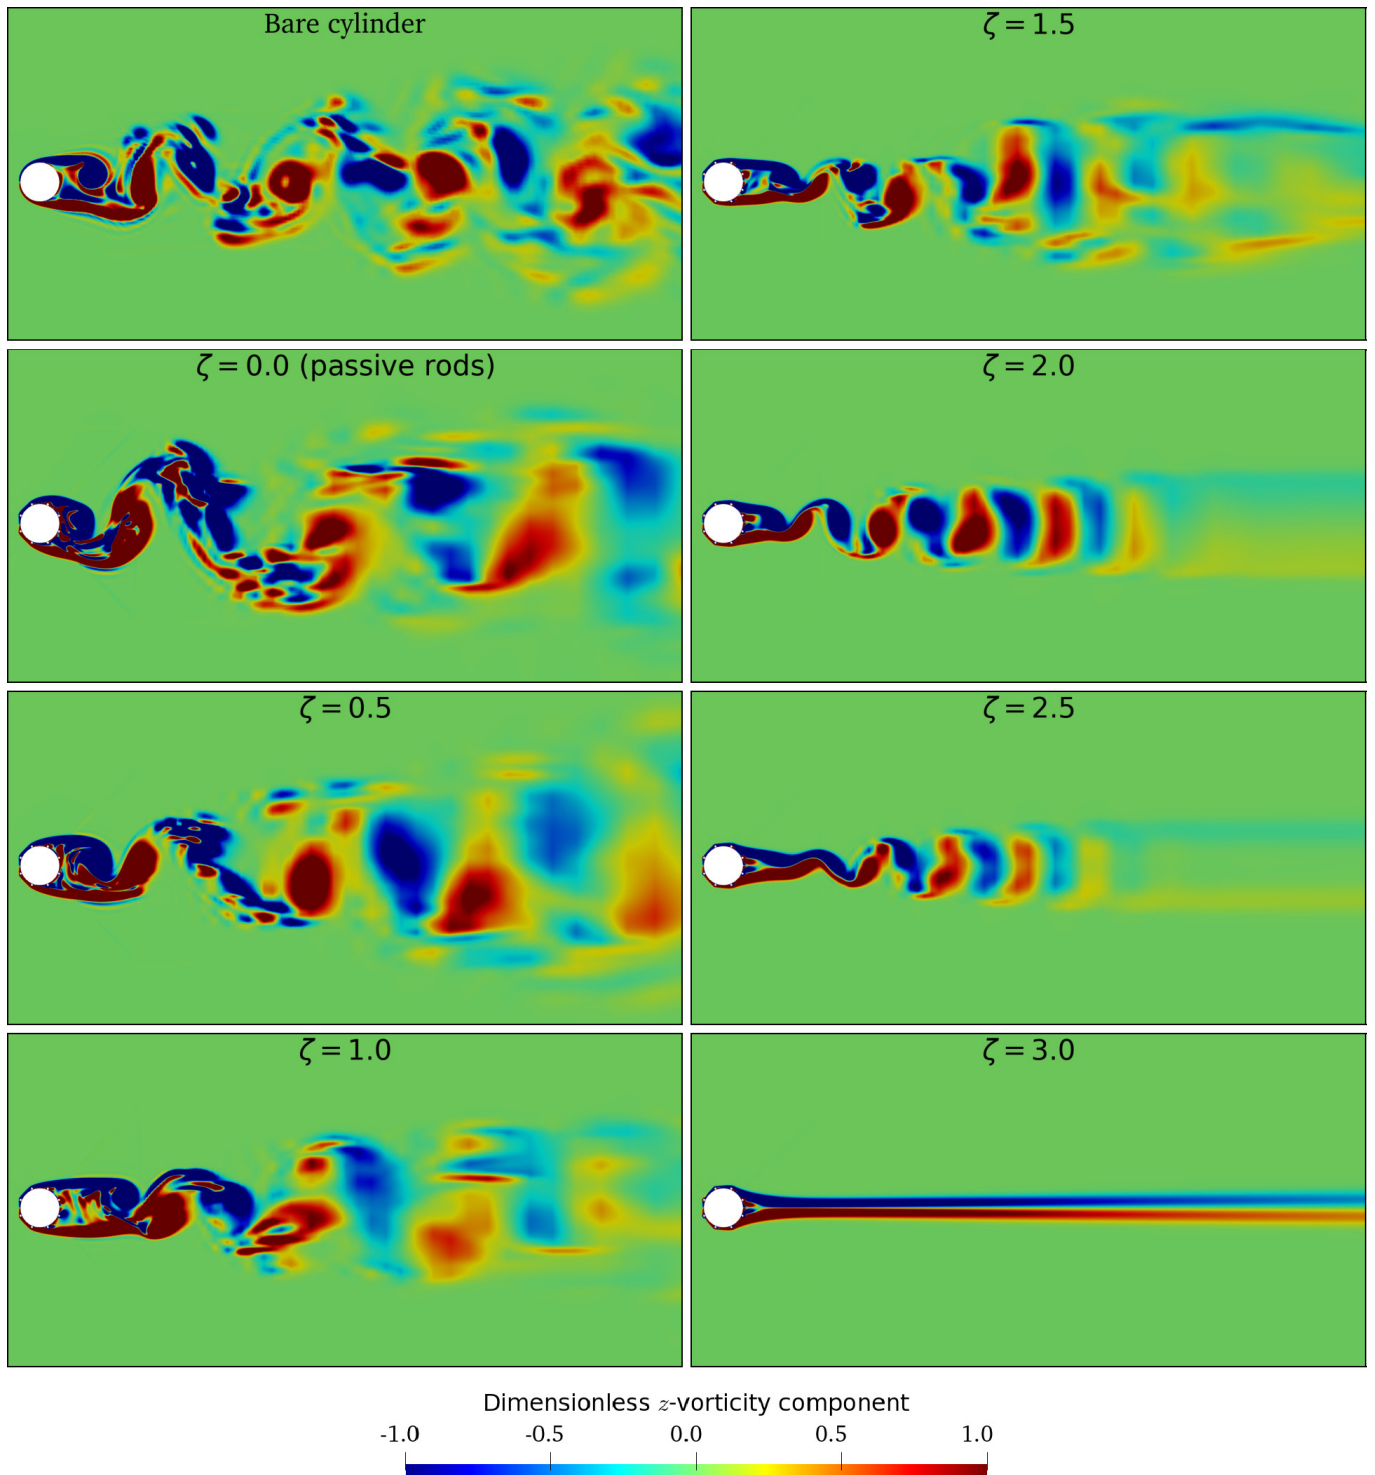 Bare cylinder
ζ = 1.5
ζ = 0.0 (passive rods)
ζ = 2.0
ζ = 0.5
ζ = 2.5
ζ = 1.0
ζ = 3.0
Dimensionless z-vorticity component
-1.0 -0.5 0.0 0.5 1.0